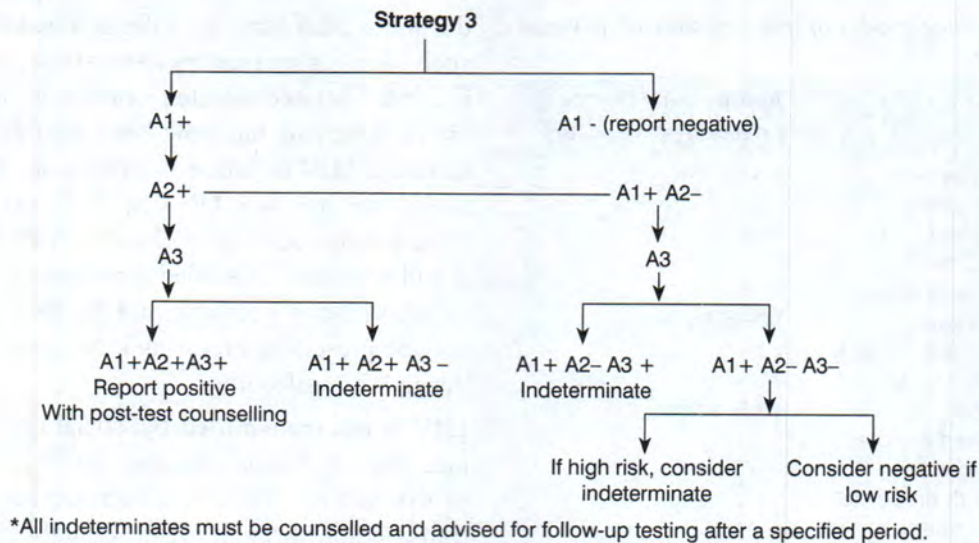 Strategy 3
A1+
A1 - (report negative)
A2+
A1+ A2–
A3
A3
A1+A2+A3+
Report positive
With post-test counselling
A1+ A2+ A3 –
Indeterminate
A1+ A2– A3 +
Indeterminate
A1+ A2– A3–
If high risk, consider
indeterminate
Consider negative if
low risk
*All indeterminates must be counselled and advised for follow-up testing after a specified period.